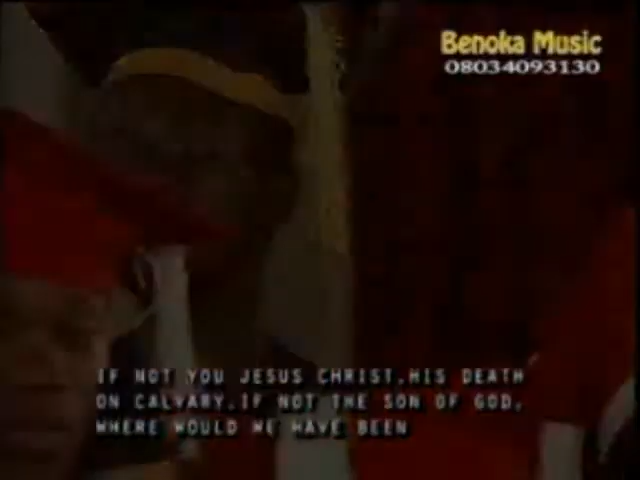 Benoka Music
08034093130
IF NOT YOU JESUS CHRIST.HIS DEATH
ON CALVARY.IF NOT THE SON OF GOD.
WHERE WOULD WE HAVE BEEN